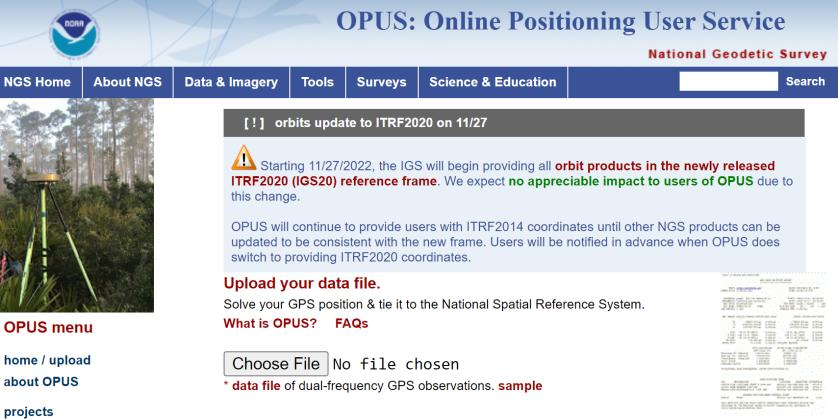 NOAA
OPUS: Online Positioning User Service
National Geodetic Survey
NGS Home
About NGS
Data & Imagery
Tools
Surveys
Science & Education
Search
[ ! ] orbits update to ITRF2020 on 11/27
Starting 11/27/2022, the IGS will begin providing all orbit products in the newly released
ITRF2020 (IGS20) reference frame. We expect no appreciable impact to users of OPUS due to
this change.
OPUS will continue to provide users with ITRF2014 coordinates until other NGS products can be
updated to be consistent with the new frame. Users will be notified in advance when OPUS does
switch to providing ITRF2020 coordinates.
Upload your data file.
Solve your GPS position & tie it to the National Spatial Reference System.
What is OPUS? FAQs
Choose File No file chosen
* data file of dual-frequency GPS observations. sample
OPUS menu
home / upload
about OPUS
projects